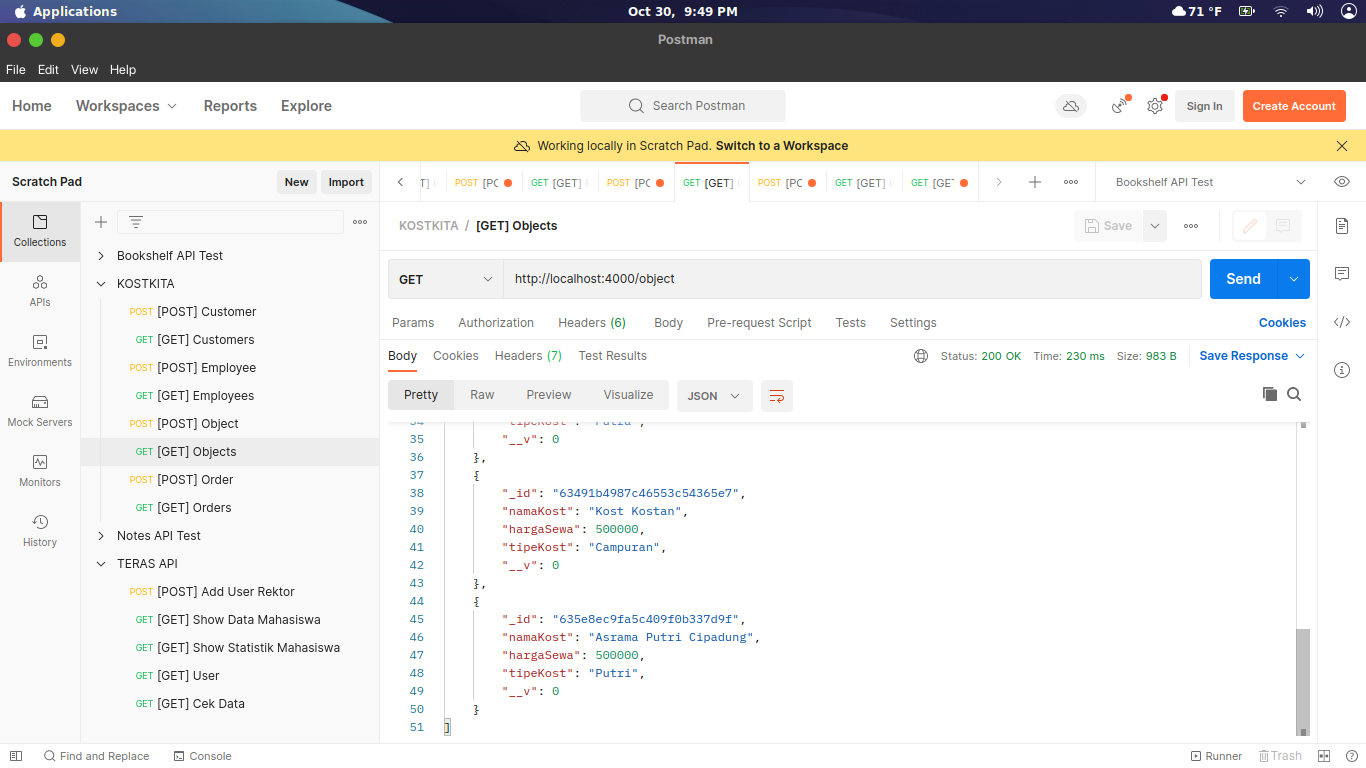 Applications
Oct 30, 9:49 PM
71 °F
Postman
File Edit View Help
Home Workspaces Reports Explore
Search Postman
Sign In
Create Account
Working locally in Scratch Pad. Switch to a Workspace
Scratch Pad
New
Import
POST [PC
GET [GET]
POST [PC
GET [GET]
POST [PC
GET [GET]
GET [GE
Bookshelf API Test
Collections
APIs
Environments
Mock Servers
Monitors
History
Bookshelf API Test
KOSTKITA
POST [POST] Customer
GET [GET] Customers
POST [POST] Employee
GET [GET] Employees
POST [POST] Object
GET [GET] Objects
POST [POST] Order
GET [GET] Orders
Notes API Test
TERAS API
POST [POST] Add User Rektor
GET [GET] Show Data Mahasiswa
GET [GET] Show Statistik Mahasiswa
GET [GET] User
GET [GET] Cek Data
KOSTKITA / [GET] Objects
Save
GET
http://localhost:4000/object
Send
Params Authorization Headers (6) Body Pre-request Script Tests Settings Cookies
Body Cookies Headers (7) Test Results
Status: 200 OK Time: 230 ms Size: 983 B
Save Response
Pretty Raw Preview Visualize JSON
34 "tipeKost": "Putra",
35 "__v": 0
36 },
37 {
38 "_id": "63491b4987c46553c54365e7",
39 "namaKost": "Kost Kostan",
40 "hargaSewa": 500000,
41 "tipeKost": "Campuran",
42 "__v": 0
43 },
44 {
45 "_id": "635e8ec9fa5c409f0b337d9f",
46 "namaKost": "Asrama Putri Cipadung",
47 "hargaSewa": 500000,
48 "tipeKost": "Putri",
49 "__v": 0
50 }
51 ]
Find and Replace
Console
Runner
Trash